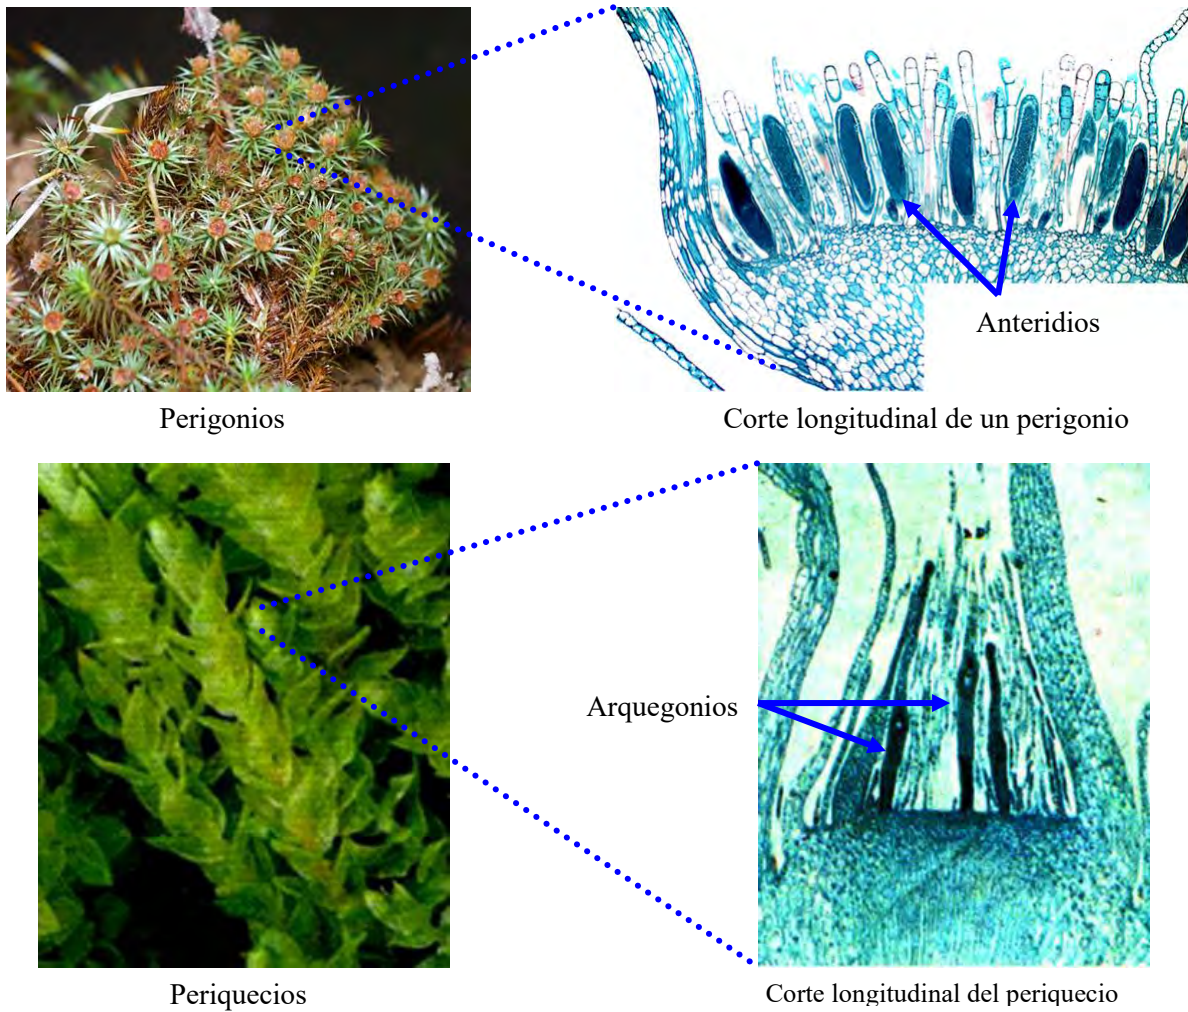 Anteridios
Perigonios
Corte longitudinal de un perigonio
Arquegonios
Periquecios
Corte longitudinal del periquecio